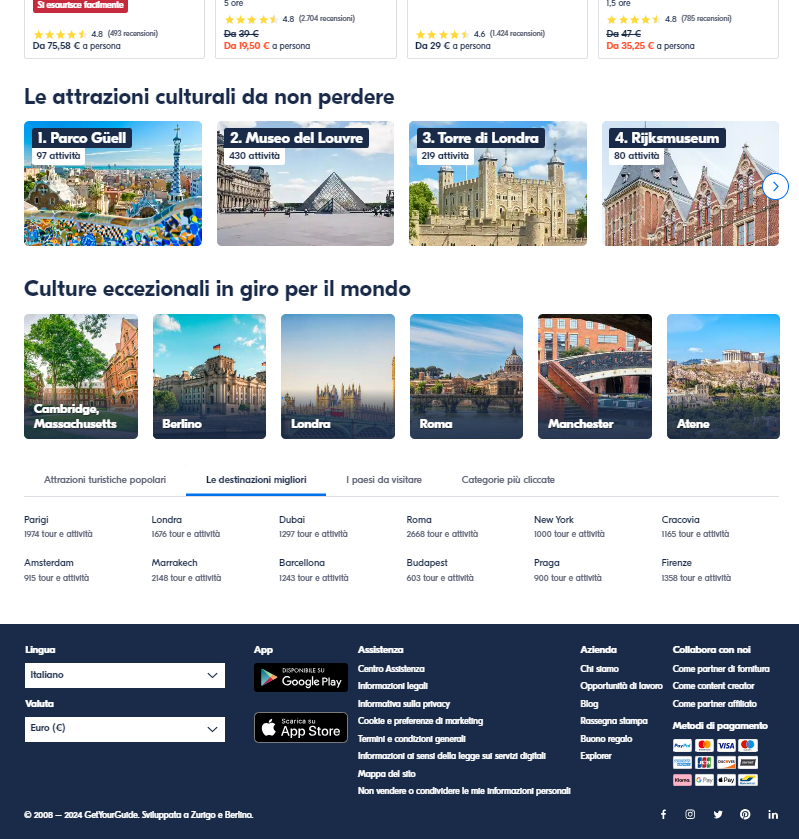 Si esaurisce facilmente
4.8 (493 recensioni)
Da 75,58 € a persona
5 ore
4.8 (2.704 recensioni)
Da 39 €
Da 19,50 € a persona
4.6 (1.424 recensioni)
Da 29 € a persona
1,5 ore
4.8 (785 recensioni)
Da 47 €
Da 35,25 € a persona
Le attrazioni culturali da non perdere
1. Parco Güell
97 attività
2. Museo del Louvre
430 attività
3. Torre di Londra
219 attività
4. Rijksmuseum
80 attività
Culture eccezionali in giro per il mondo
Cambridge,
Massachusetts
Berlino
Londra
Roma
Manchester
Atene
Attrazioni turistiche popolari
Le destinazioni migliori
I paesi da visitare
Categorie più cliccate
Parigi
1974 tour e attività
Londra
1676 tour e attività
Dubai
1297 tour e attività
Roma
2668 tour e attività
New York
1000 tour e attività
Cracovia
1165 tour e attività
Amsterdam
915 tour e attività
Marrakech
2148 tour e attività
Barcellona
1243 tour e attività
Budapest
603 tour e attività
Praga
900 tour e attività
Firenze
1358 tour e attività
Lingua
Italiano
Valuta
Euro (€)
App
DISPONIBILE SU
Google Play
Scarica su
App Store
Assistenza
Centro Assistenza
Informazioni legali
Informativa sulla privacy
Cookie e preferenze di marketing
Termini e condizioni generali
Informazioni ai sensi della legge sui servizi digitali
Mappa del sito
Non vendere o condividere le mie informazioni personali
Azienda
Chi siamo
Opportunità di lavoro
Blog
Rassegna stampa
Buono regalo
Explorer
Collabora con noi
Come partner di fornitura
Come content creator
Come partner affiliato
Metodi di pagamento
PayPal
VISA
JCB
DISCOVER
Klarna.
G Pay
Pay
© 2008 – 2024 GetYourGuide. Sviluppata a Zurigo e Berlino.